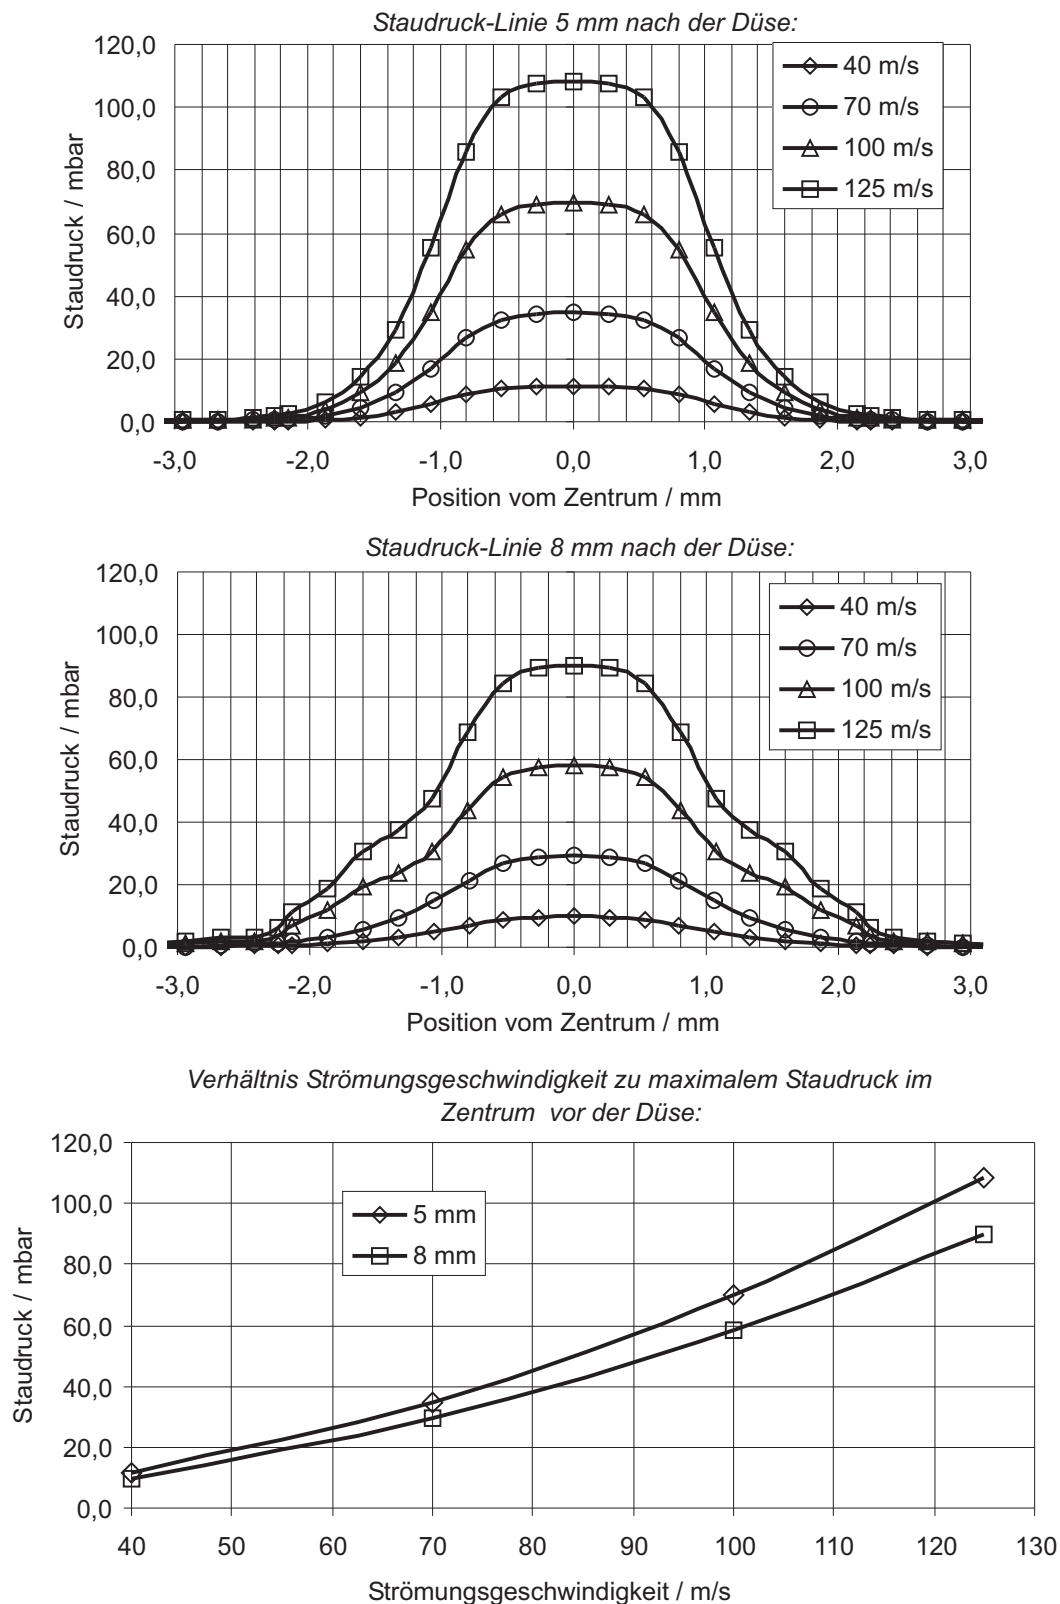 Staudruck-Linie 5 mm nach der Düse:
120,0
100,0
80,0
60,0
40,0
20,0
0,0
Staudruck / mbar
40 m/s
70 m/s
100 m/s
125 m/s
-3,0 -2,0 -1,0 0,0 1,0 2,0 3,0
Position vom Zentrum / mm
Staudruck-Linie 8 mm nach der Düse:
120,0
100,0
80,0
60,0
40,0
20,0
0,0
Staudruck / mbar
40 m/s
70 m/s
100 m/s
125 m/s
-3,0 -2,0 -1,0 0,0 1,0 2,0 3,0
Position vom Zentrum / mm
Verhältnis Strömungsgeschwindigkeit zu maximalem Staudruck im
Zentrum vor der Düse:
120,0
100,0
80,0
60,0
40,0
20,0
0,0
Staudruck / mbar
5 mm
8 mm
40 50 60 70 80 90 100 110 120 130
Strömungsgeschwindigkeit / m/s